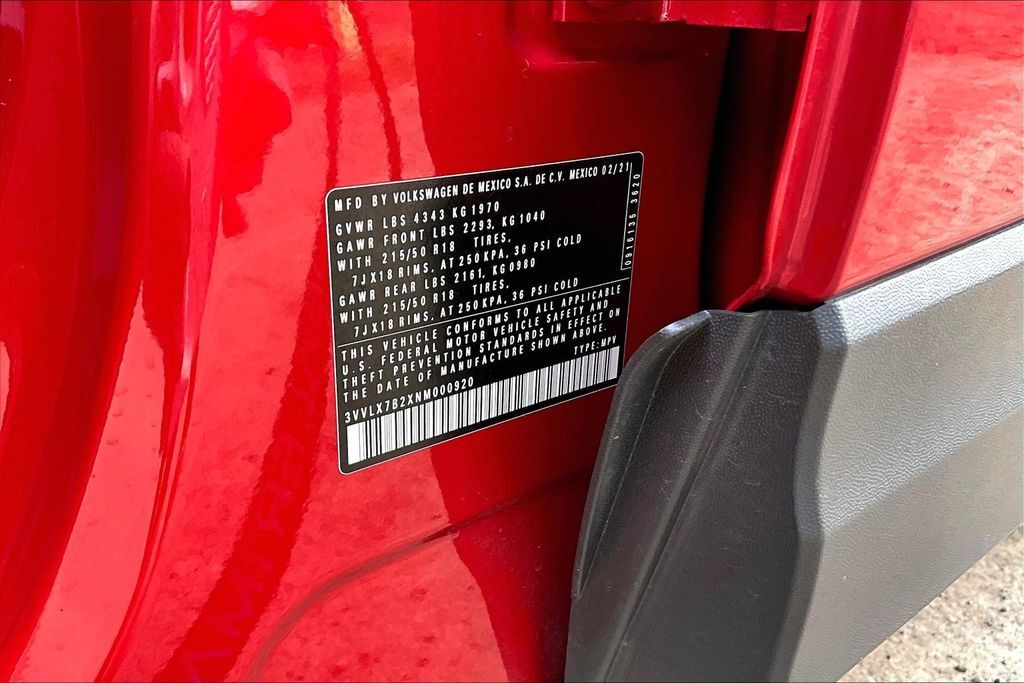 MFD BY VOLKSWAGEN DE MEXICO S.A. DE C.V. MEXICO 02/21
GVWR LBS 4343 KG 1970
GAWR FRONT LBS 2293, KG 1040
WITH 215/50 R18 TIRES,
7JX18 RIMS, AT 250 KPA, 36 PSI COLD
GAWR REAR LBS 2161, KG 0980
WITH 215/50 R18 TIRES,
7JX18 RIMS, AT 250 KPA, 36 PSI COLD
THIS VEHICLE CONFORMS TO ALL APPLICABLE
U.S. FEDERAL MOTOR VEHICLE SAFETY AND
THEFT PREVENTION STANDARDS IN EFFECT ON
THE DATE OF MANUFACTURE SHOWN ABOVE.
3VVLX7B2XNM000920 TYPE: MPV
0916135 3620